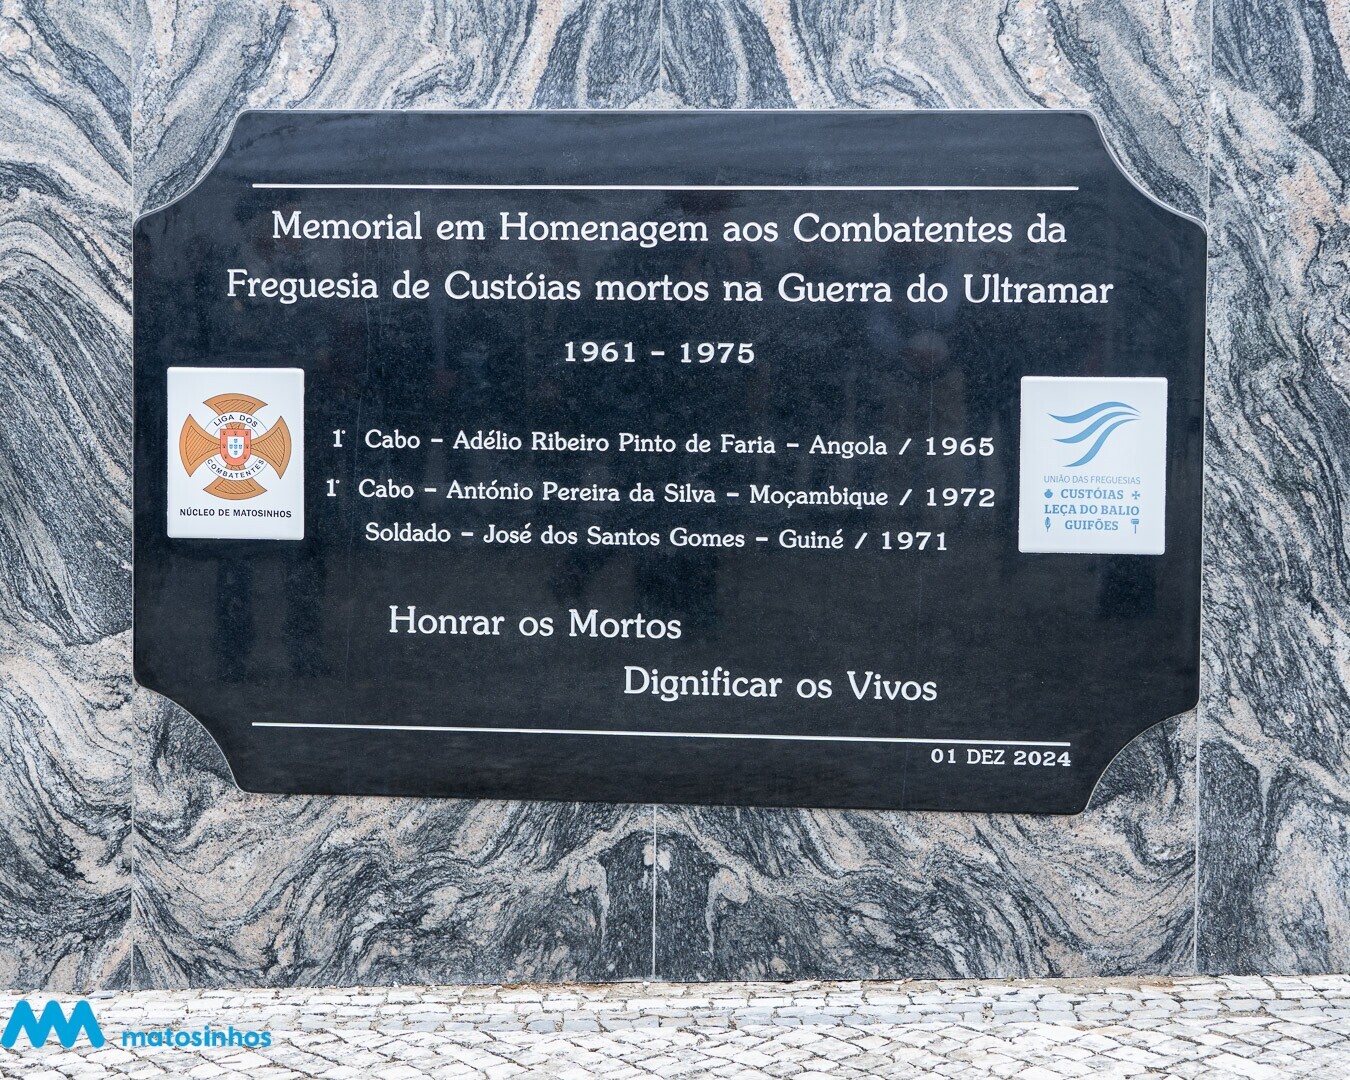 Memorial em Homenagem aos Combatentes da
Freguesia de Custóias mortos na Guerra do Ultramar
1961 - 1975
1º Cabo - Adélio Ribeiro Pinto de Faria - Angola / 1965
1º Cabo - António Pereira da Silva - Moçambique / 1972
Soldado - José dos Santos Gomes - Guiné / 1971
LIGA DOS
COMBATENTES
NÚCLEO DE MATOSINHOS
UNIÃO DAS FREGUESIAS
CUSTÓIAS
LEÇA DO BALIO
GUIFÕES
Honrar os Mortos
Dignificar os Vivos
01 DEZ 2024
matosinhos